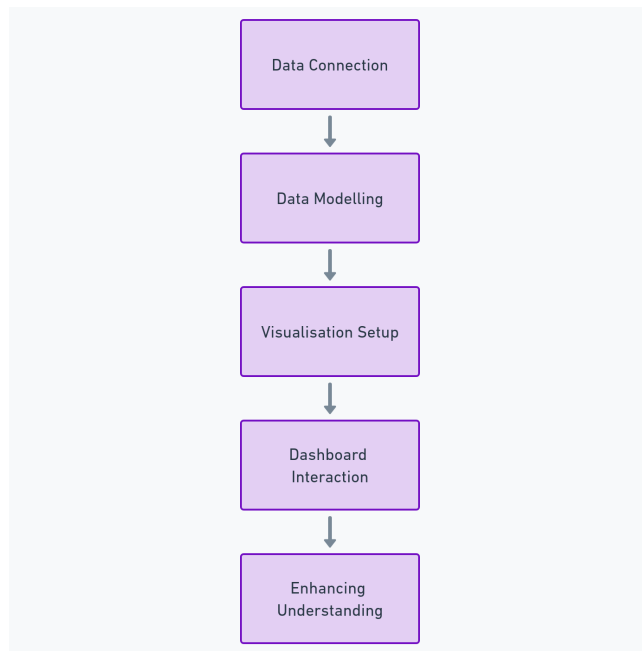 Data Connection
Data Modelling
Visualisation Setup
Dashboard
Interaction
Enhancing
Understanding